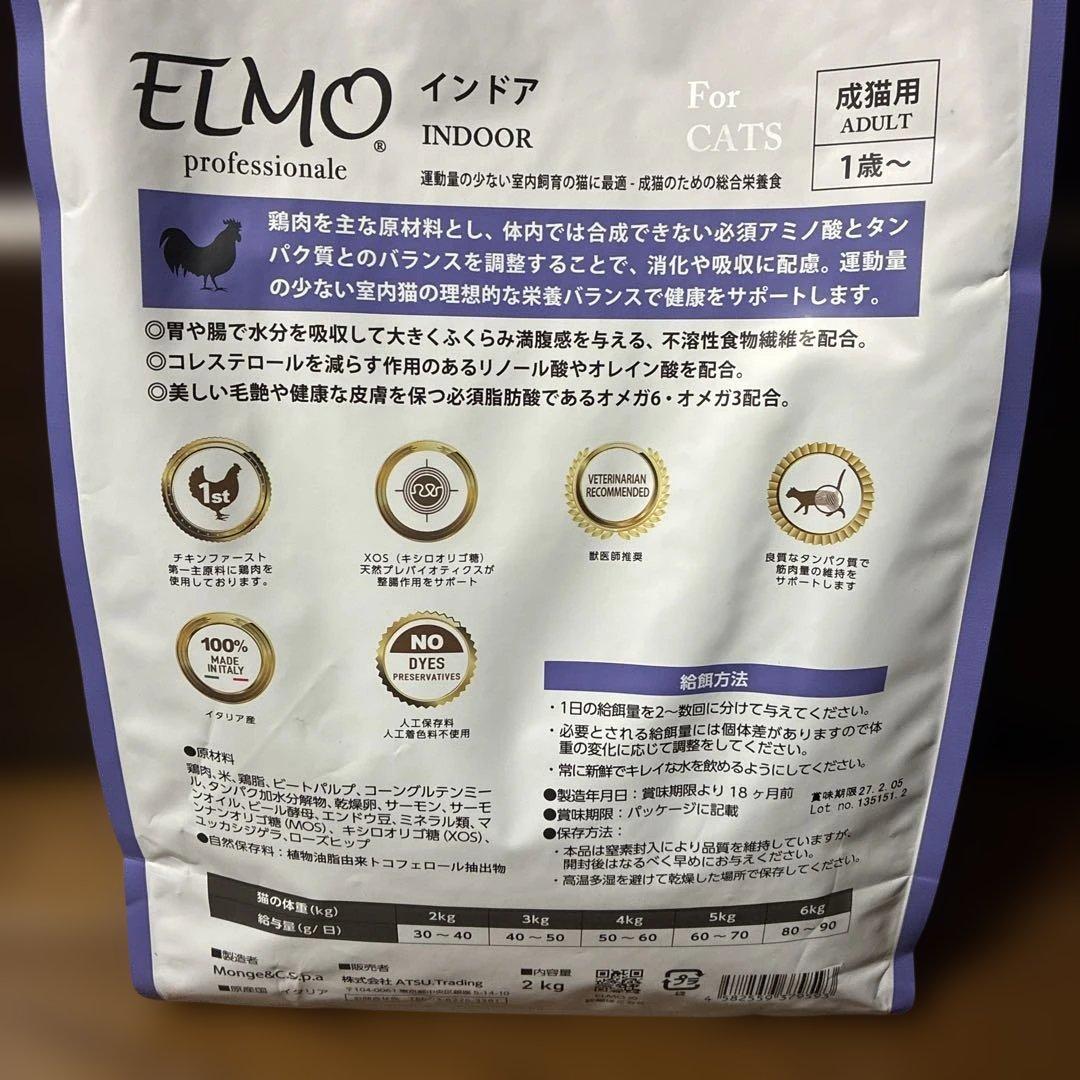 ELMO®
professionale
インドア
INDOOR
For
CATS
成猫用
ADULT
1歳～
運動量の少ない室内飼育の猫に最適 - 成猫のための総合栄養食
鶏肉を主な原材料とし、体内では合成できない必須アミノ酸とタン
パク質とのバランスを調整することで、消化や吸収に配慮。運動量
の少ない室内猫の理想的な栄養バランスで健康をサポートします。
◎胃や腸で水分を吸収して大きくふくらみ満腹感を与える、不溶性食物繊維を配合。
◎コレステロールを減らす作用のあるリノール酸やオレイン酸を配合。
◎美しい毛艶や健康な皮膚を保つ必須脂肪酸であるオメガ6・オメガ3配合。
1st
チキンファースト
第一主原料に鶏肉を
使用しております。
XOS（キシロオリゴ糖）
天然プレバイオティクスが
整腸作用をサポート
VETERINARIAN
RECOMMENDED
獣医師推奨
良質なタンパク質で
筋肉量の維持を
サポートします
100%
MADE
IN ITALY
イタリア産
NO
DYES
PRESERVATIVES
人工保存料
人工着色料不使用
●原材料
鶏肉、米、鶏脂、ビートパルプ、コーングルテンミー
ル、タンパク加水分解物、乾燥卵、サーモン、サーモ
ンオイル、ビール酵母、エンドウ豆、ミネラル類、マ
ンナンオリゴ糖（MOS）、キシロオリゴ糖（XOS）、
ユッカシジゲラ、ローズヒップ
●自然保存料：植物油脂由来トコフェロール抽出物
給餌方法
・1日の給餌量を2～数回に分けて与えてください。
・必要とされる給餌量には個体差がありますので体
重の変化に応じて調整をしてください。
・常に新鮮でキレイな水を飲めるようにしてください。
●製造年月日：賞味期限より18ヶ月前
●賞味期限：パッケージに記載
賞味期限27.2.05
Lot no.135151.2
●保存方法：
・本品は窒素封入により品質を維持していますが、
開封後はなるべく早めにお与えください。
・高温多湿を避けて乾燥した場所で保存してください。
猫の体重(kg) 2kg 3kg 4kg 5kg 6kg
給与量(g/日) 30～40 40～50 50～60 60～70 80～90
■製造者
Monge&C.S.p.a
■原産国 イタリア
■販売者
株式会社 ATSU.Trading
〒104-0061 東京都中央区銀座 5-14-10
■内容量
2 kg
ELMOの
プラ